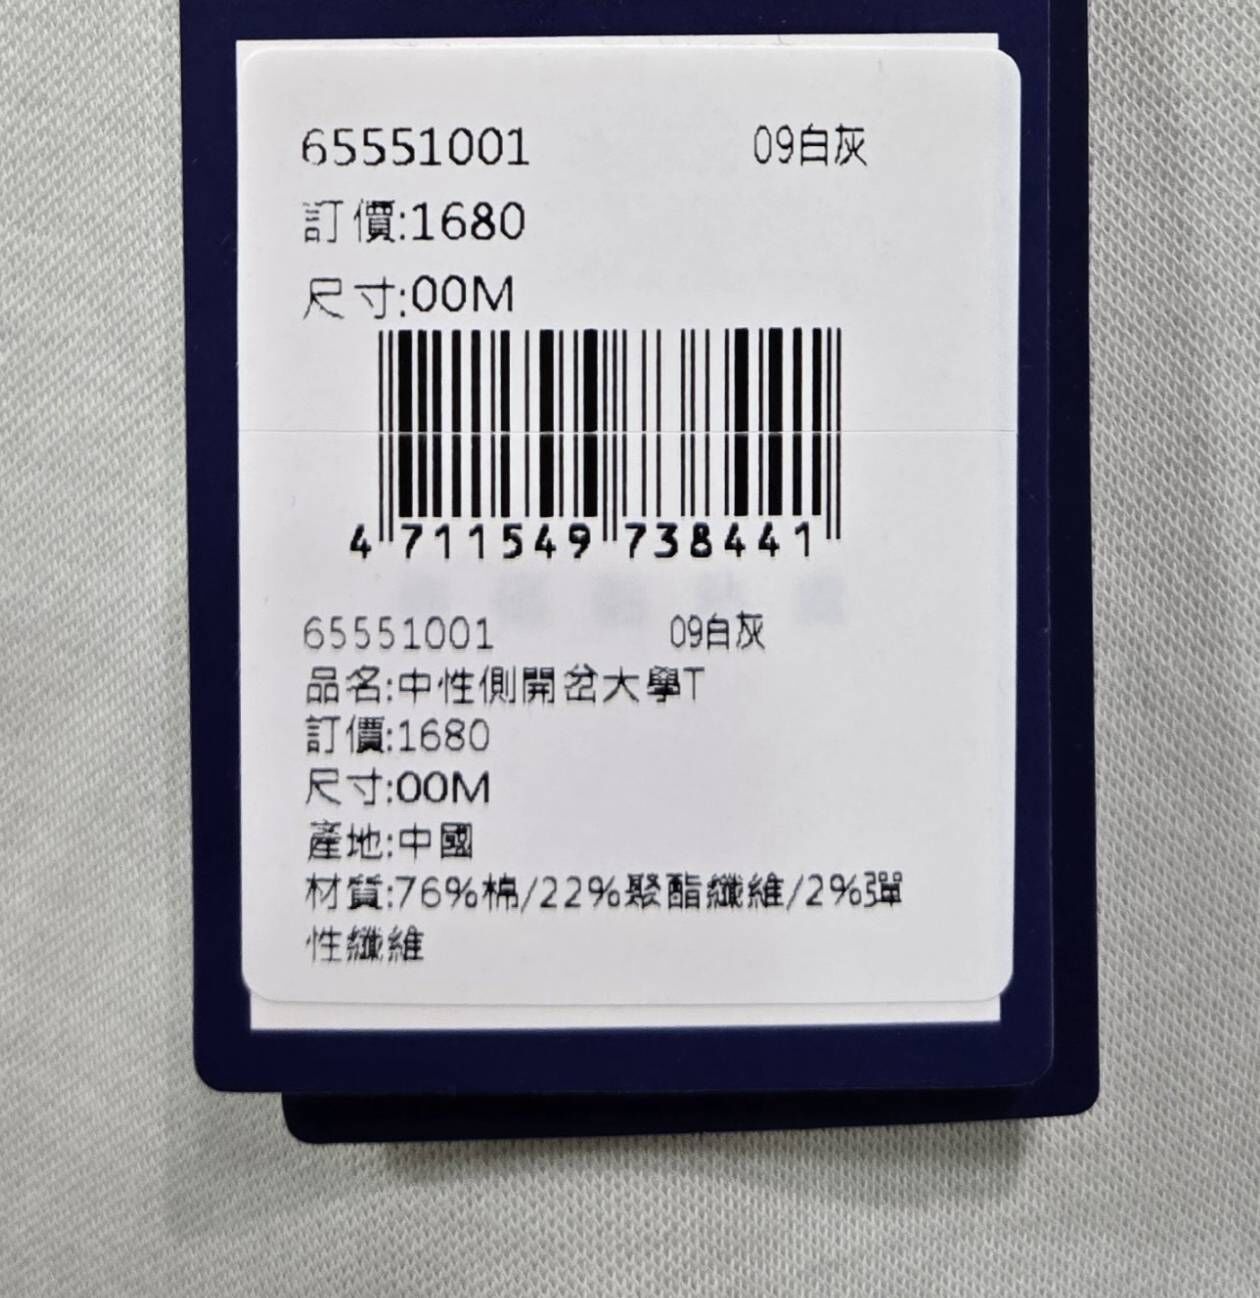 65551001 09白灰
訂價:1680
尺寸:00M
4 711549 738441
65551001 09白灰
品名:中性側開岔大學T
訂價:1680
尺寸:00M
產地:中國
材質:76%棉/22%聚酯纖維/2%彈
性纖維